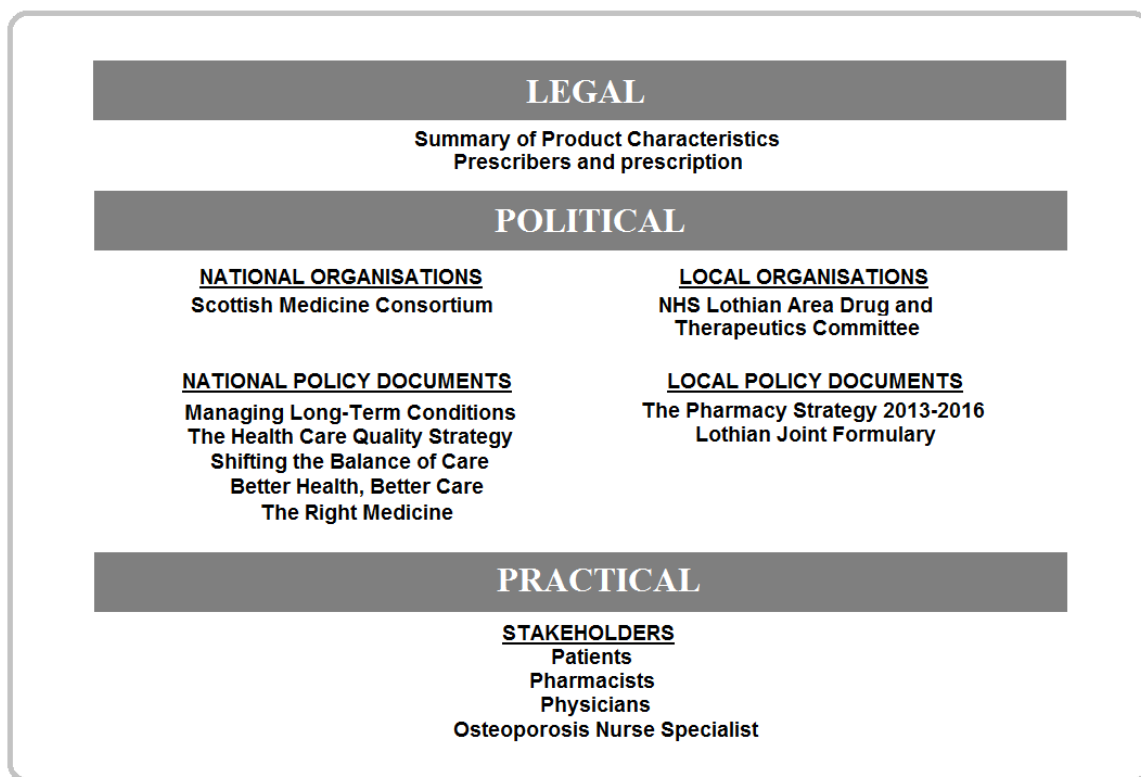 LEGAL
Summary of Product Characteristics
Prescribers and prescription
POLITICAL
NATIONAL ORGANISATIONS
Scottish Medicine Consortium
LOCAL ORGANISATIONS
NHS Lothian Area Drug and
Therapeutics Committee
NATIONAL POLICY DOCUMENTS
Managing Long-Term Conditions
The Health Care Quality Strategy
Shifting the Balance of Care
Better Health, Better Care
The Right Medicine
LOCAL POLICY DOCUMENTS
The Pharmacy Strategy 2013-2016
Lothian Joint Formulary
PRACTICAL
STAKEHOLDERS
Patients
Pharmacists
Physicians
Osteoporosis Nurse Specialist